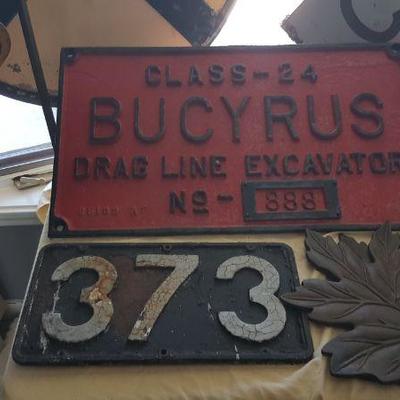 CLASS-24
BUCYRUS
DRAG LINE EXCAVATOR
No-888
373